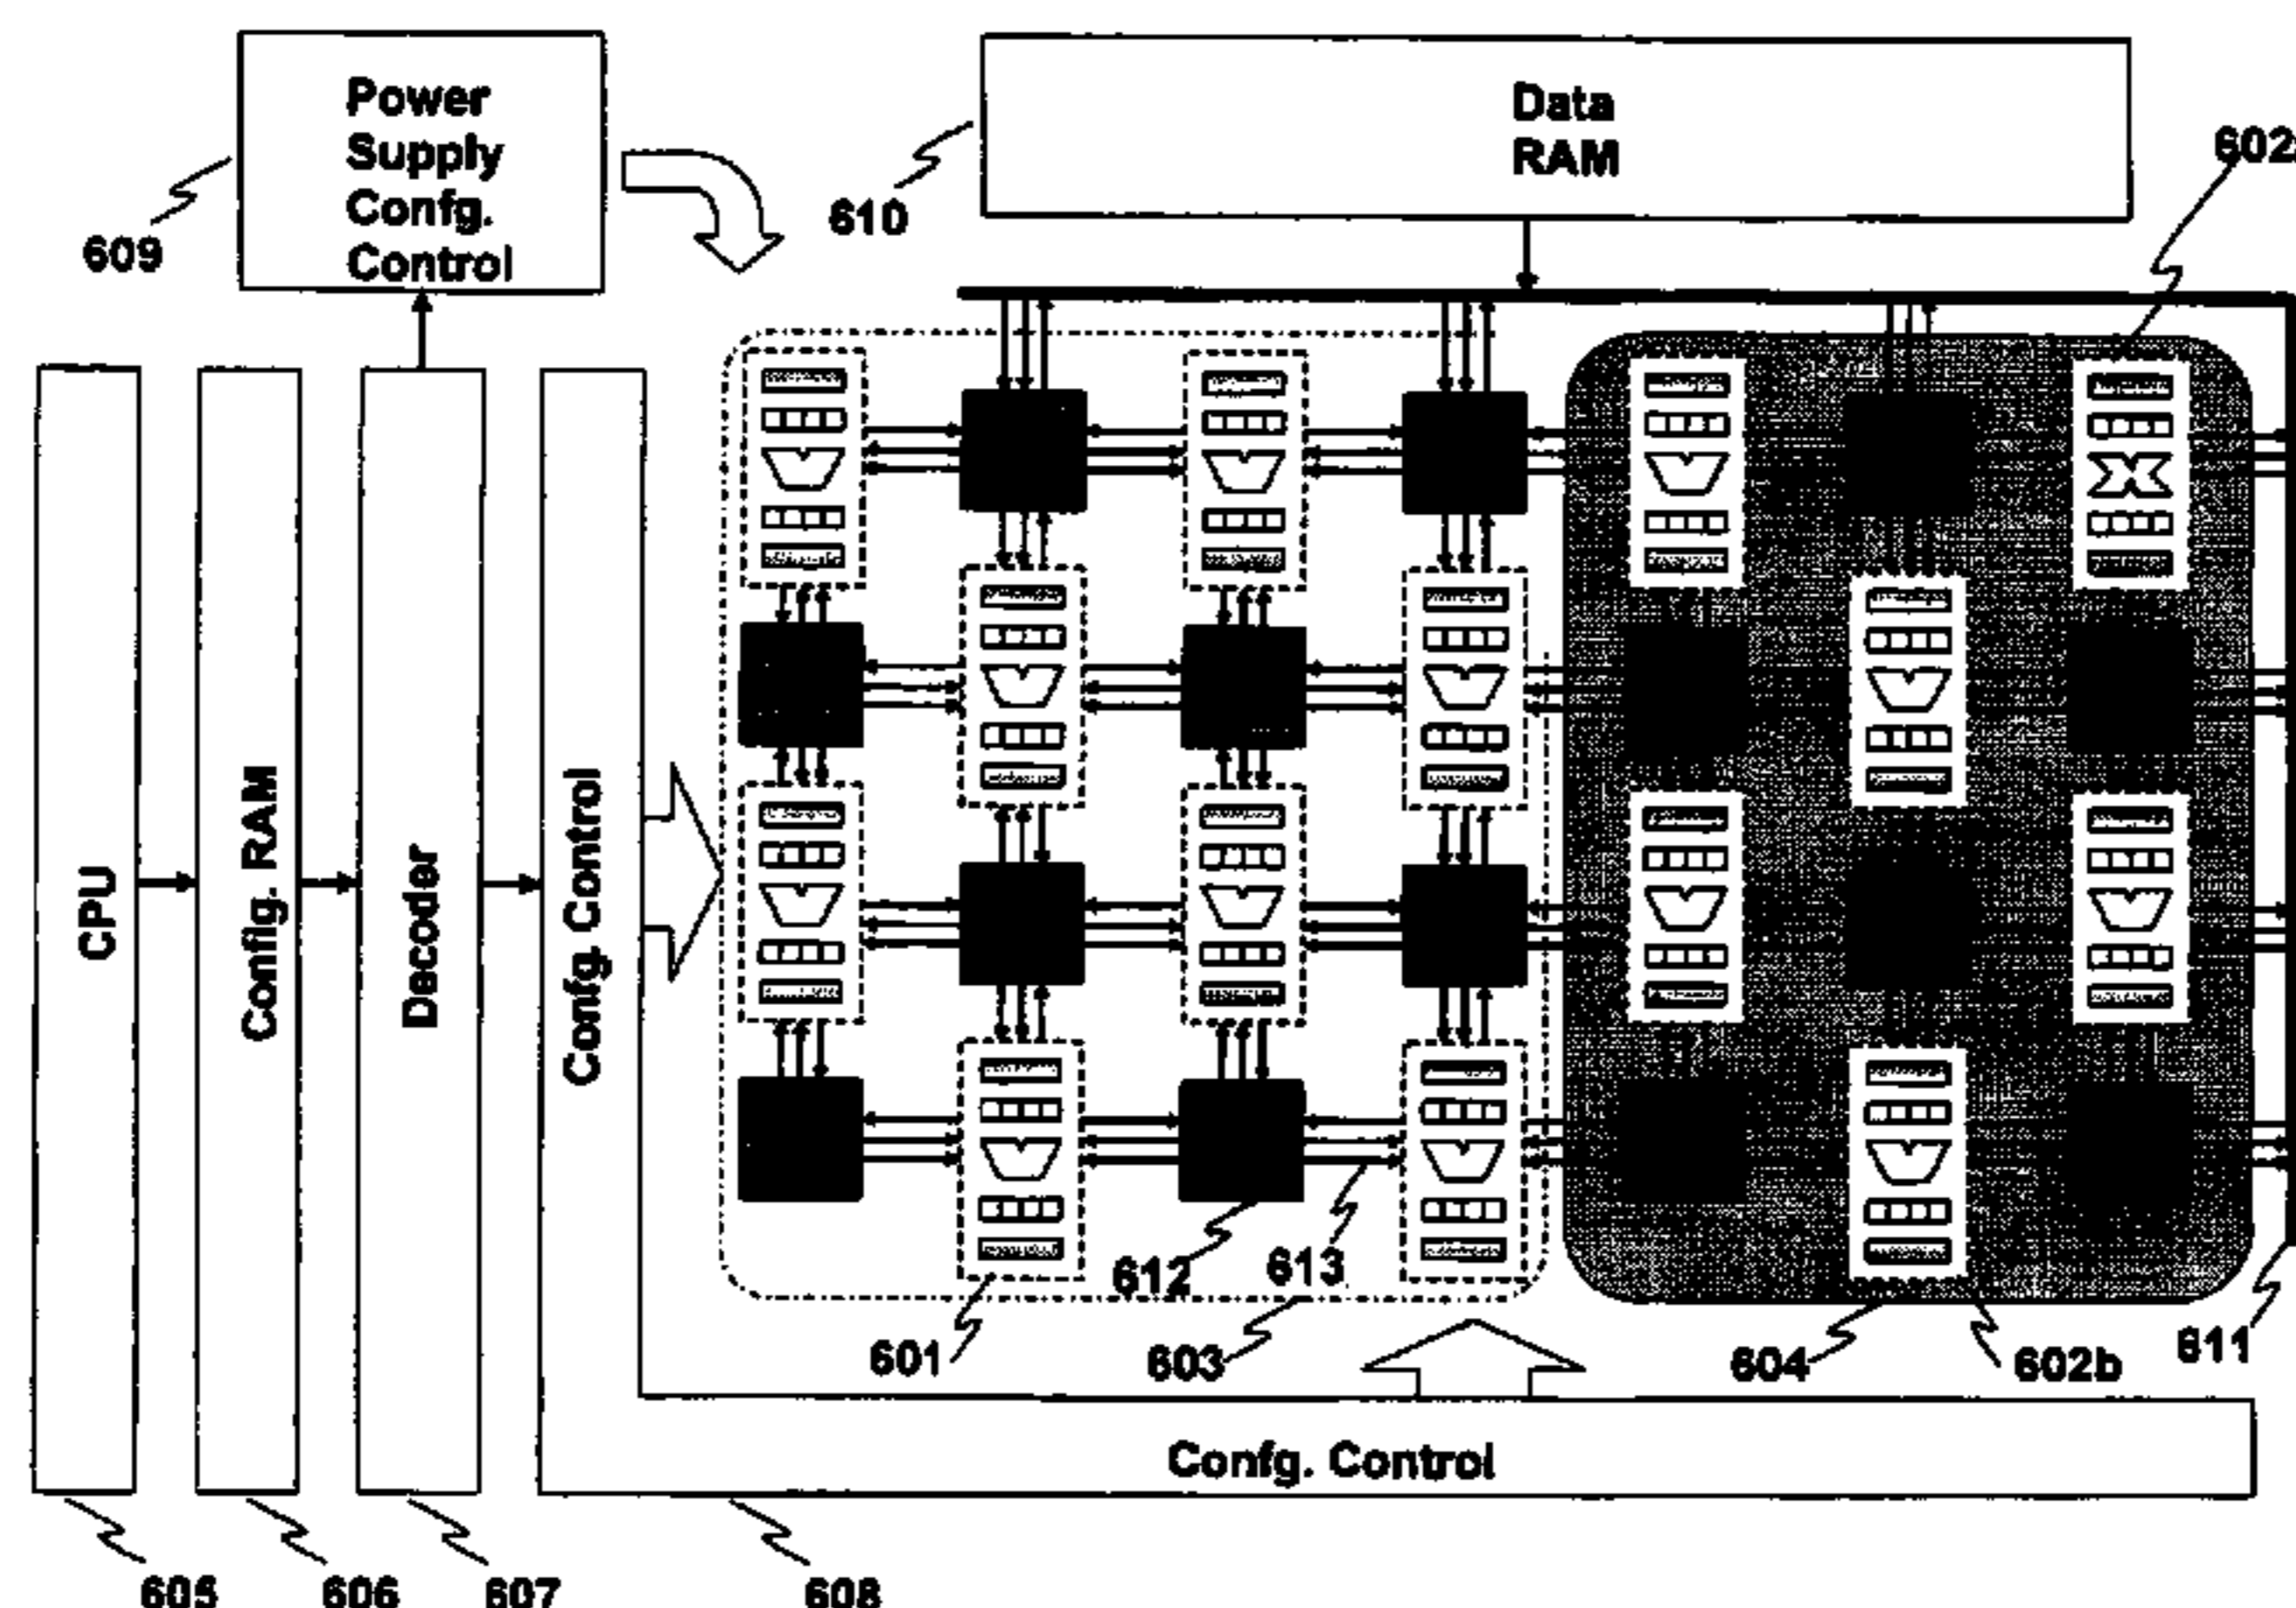 Power
Supply
Confg.
Control
Data
RAM
609
610
602
CPU
Config. RAM
Decoder
Confg. Control
612
613
601
603
604
602b
611
Confg. Control
605
606
607
608